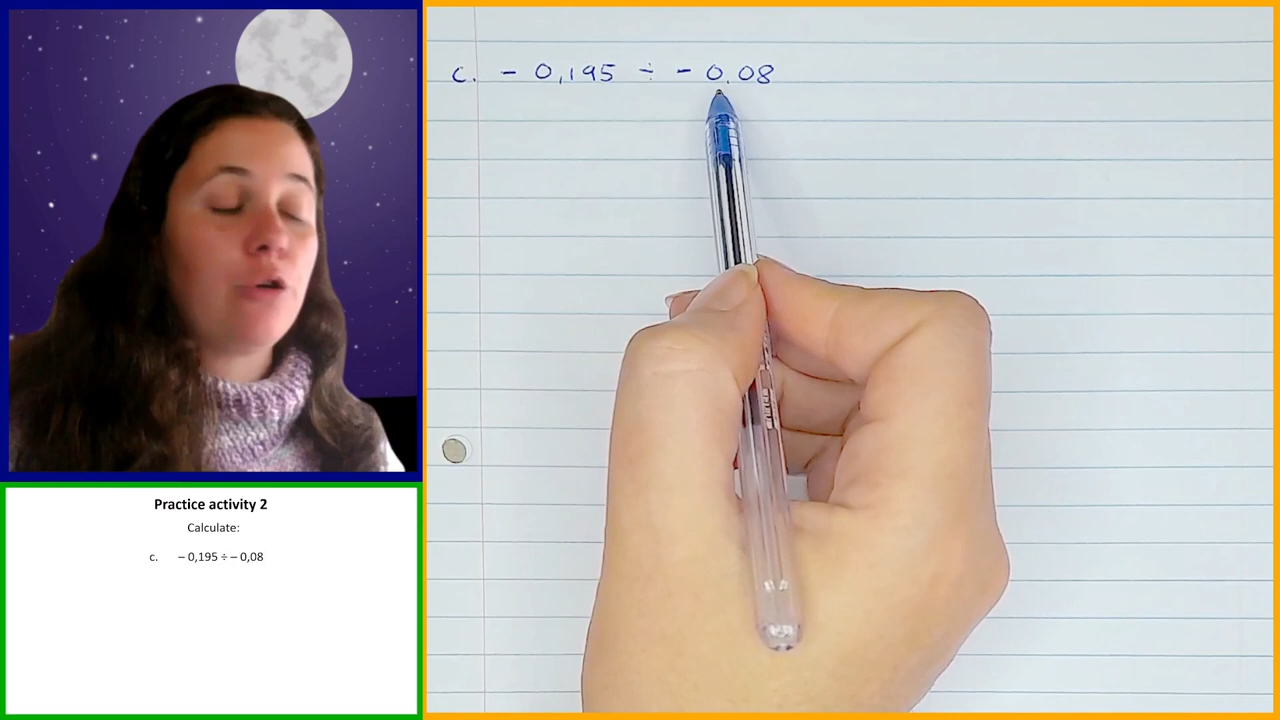 c. - 0,195 ÷ - 0.08
Practice activity 2
Calculate:
c. – 0,195 ÷ – 0,08